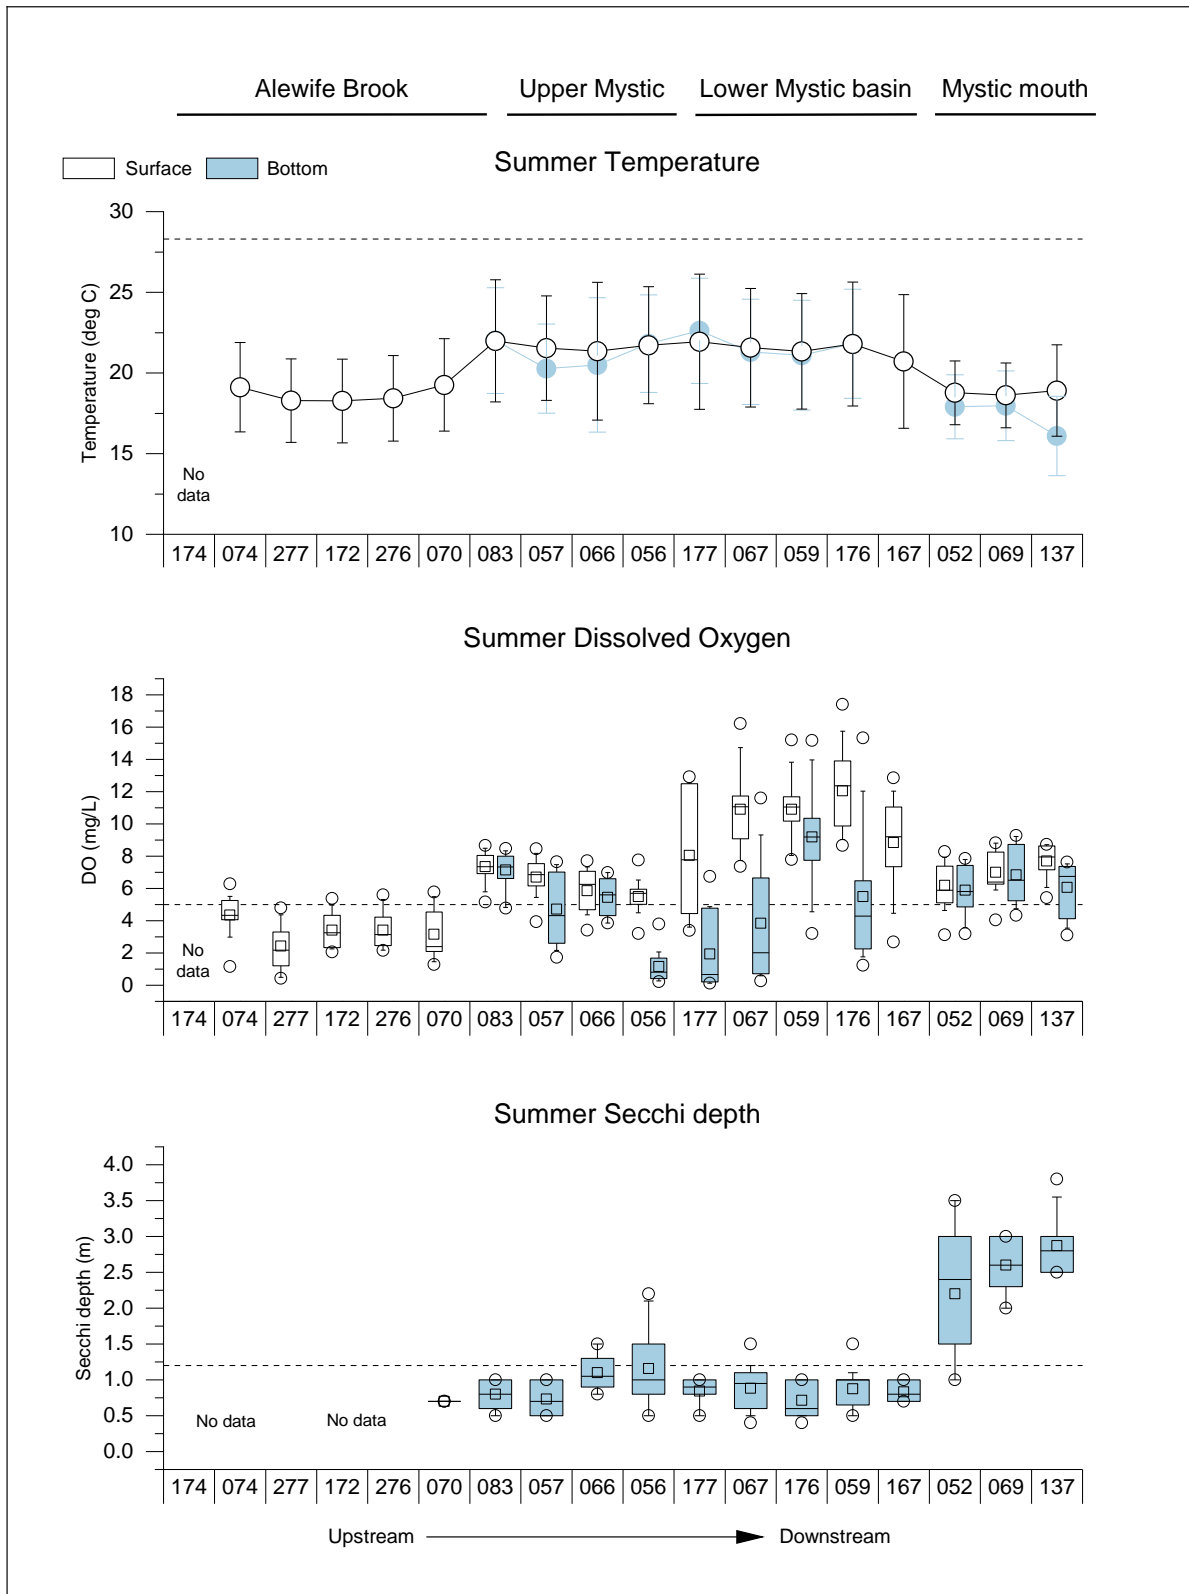 Alewife Brook Upper Mystic Lower Mystic basin Mystic mouth
Surface Bottom
Summer Temperature
30
25
20
15
10
Temperature (deg C)
No
data
174 074 277 172 276 070 083 057 066 056 177 067 059 176 167 052 069 137
Summer Dissolved Oxygen
18
16
14
12
10
8
6
4
2
0
DO (mg/L)
No
data
174 074 277 172 276 070 083 057 066 056 177 067 059 176 167 052 069 137
Summer Secchi depth
4.0
3.5
3.0
2.5
2.0
1.5
1.0
0.5
0.0
Secchi depth (m)
No data No data
174 074 277 172 276 070 083 057 066 056 177 067 176 059 167 052 069 137
Upstream Downstream